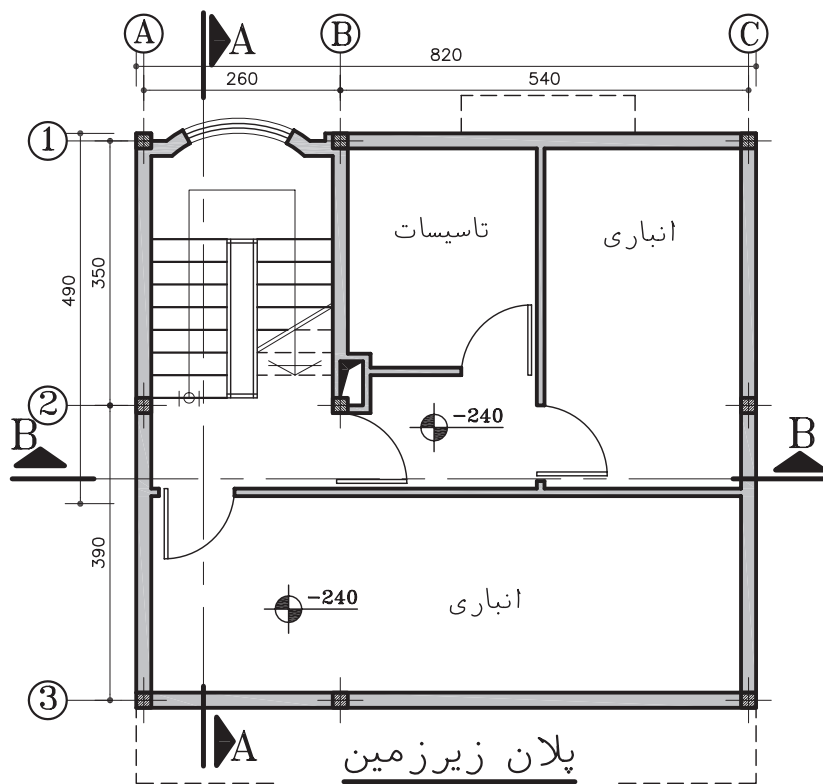 A
A
B
C
820
260
540
1
350
490
تاسیسات
انباری
2
-240
B
B
390
-240
انباری
3
A
پلان زیرزمین